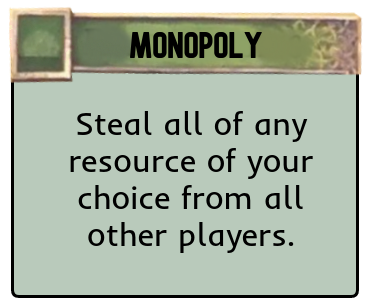 MONOPOLY
Steal all of any
resource of your
choice from all
other players.